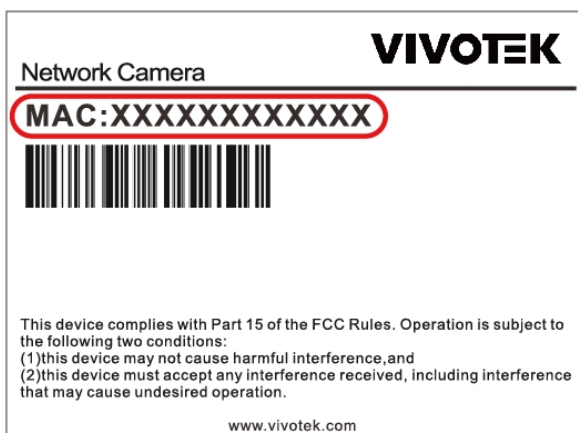 VIVOTEK
Network Camera
MAC:XXXXXXXXXXXX
This device complies with Part 15 of the FCC Rules. Operation is subject to
the following two conditions:
(1)this device may not cause harmful interference,and
(2)this device must accept any interference received, including interference
that may cause undesired operation.
www.vivotek.com